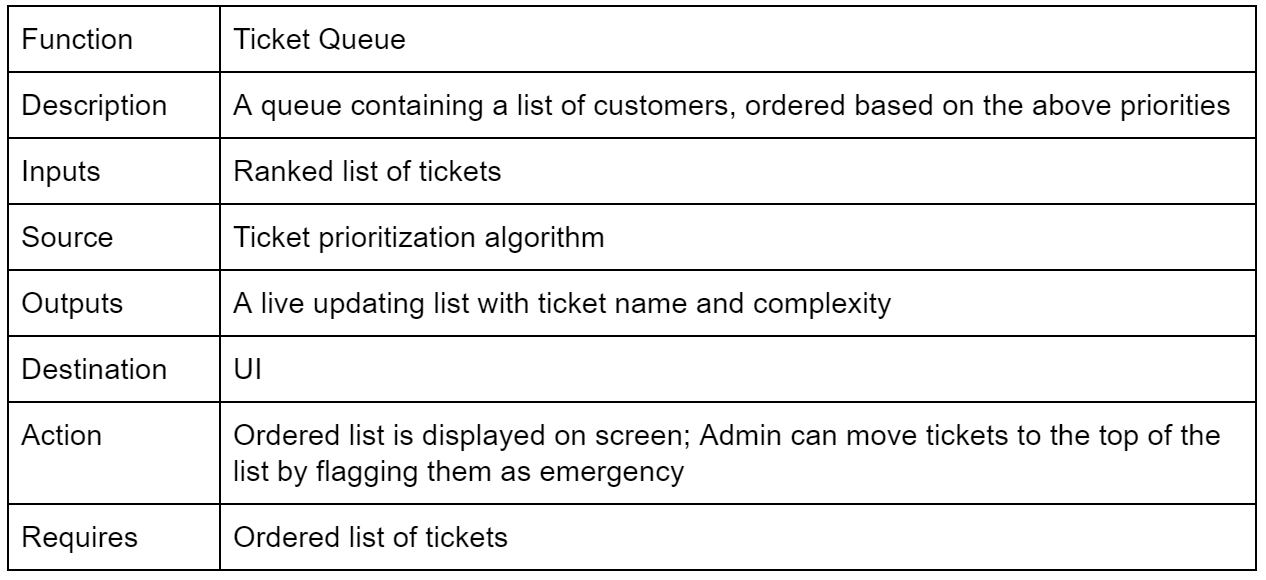 Function Ticket Queue
Description A queue containing a list of customers, ordered based on the above priorities
Inputs Ranked list of tickets
Source Ticket prioritization algorithm
Outputs A live updating list with ticket name and complexity
Destination UI
Action Ordered list is displayed on screen; Admin can move tickets to the top of the
list by flagging them as emergency
Requires Ordered list of tickets